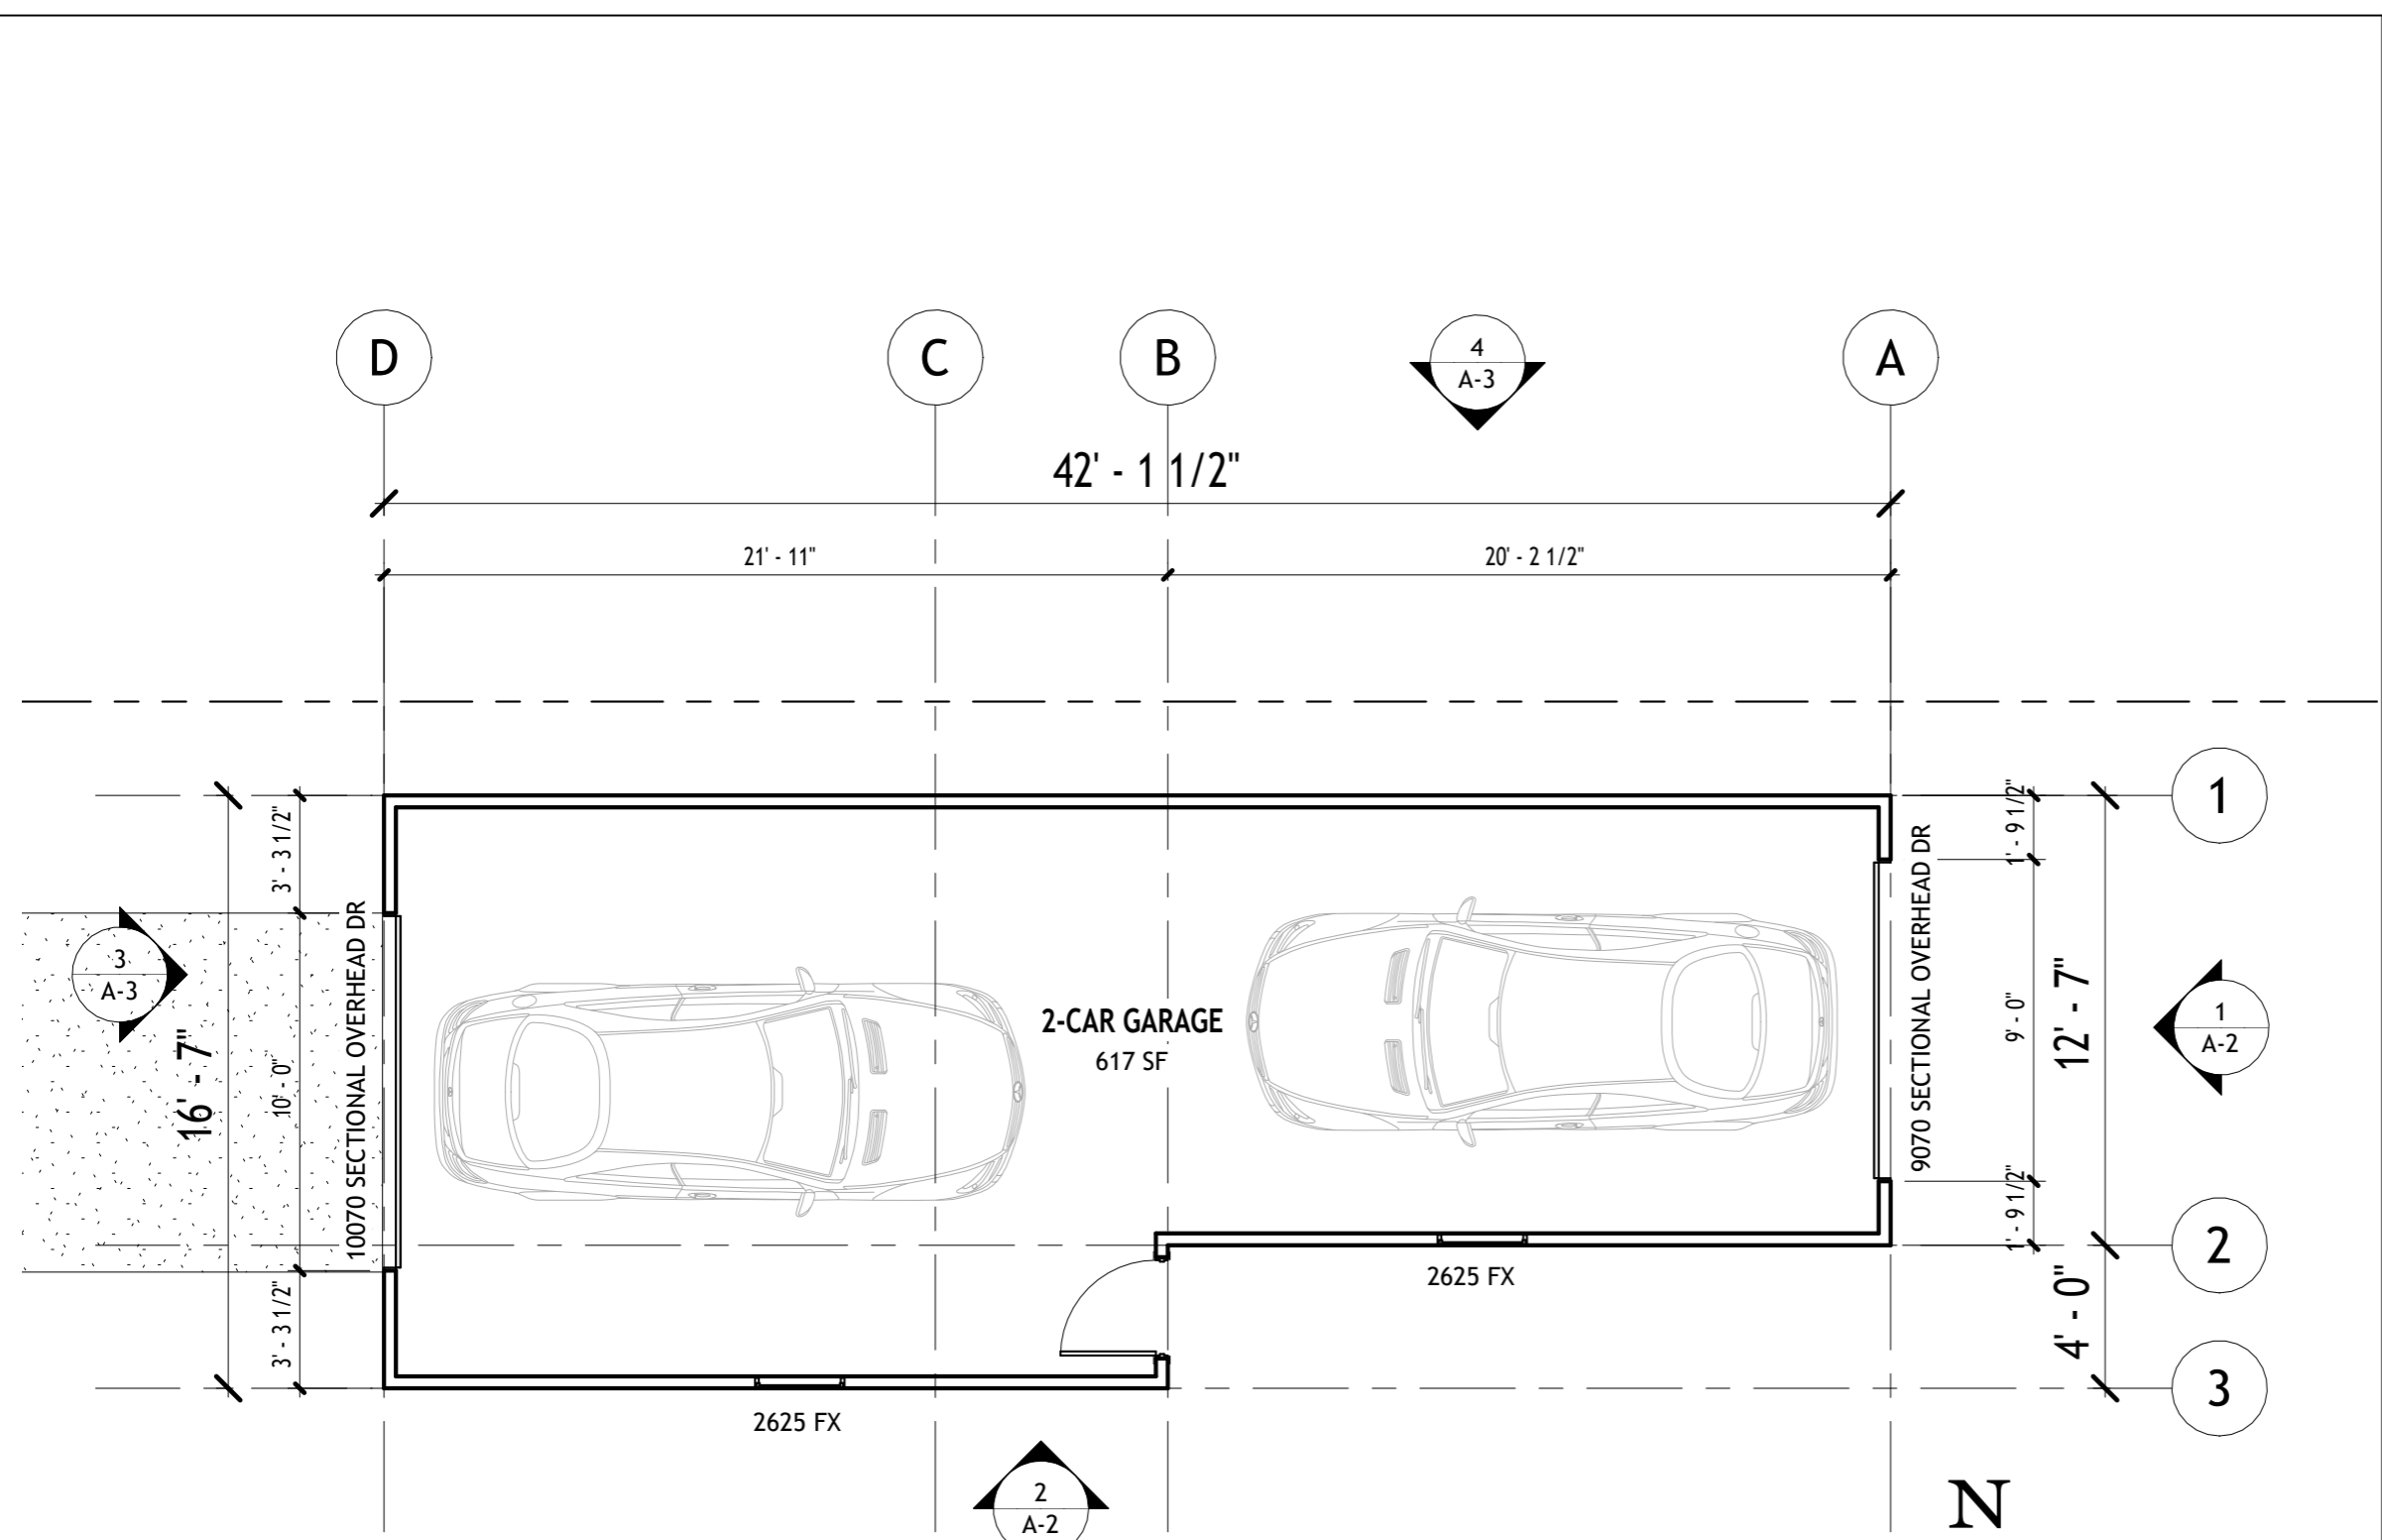 D
C
B
4
A-3
A
42' - 1 1/2"
21' - 11"
20' - 2 1/2"
1
3' - 3 1/2"
1' - 9 1/2"
10070 SECTIONAL OVERHEAD DR
9070 SECTIONAL OVERHEAD DR
3
A-3
16' - 7"
10' - 0"
2-CAR GARAGE
617 SF
9' - 0"
12' - 7"
1
A-2
3' - 3 1/2"
1' - 9 1/2"
2
2625 FX
4' - 0"
3
2625 FX
2
A-2
N